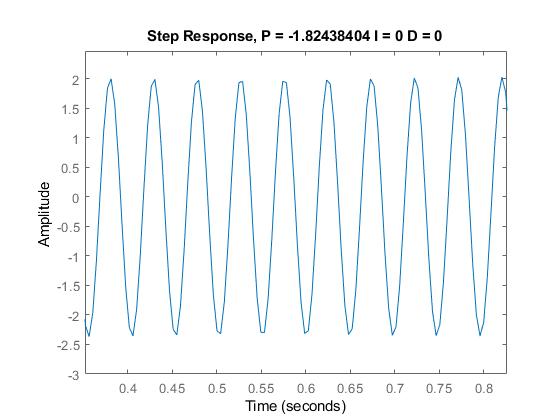 Step Response, P = -1.82438404 I = 0 D = 0
2
1.5
1
0.5
0
-0.5
-1
-1.5
-2
-2.5
-3
Amplitude
0.4 0.45 0.5 0.55 0.6 0.65 0.7 0.75 0.8
Time (seconds)